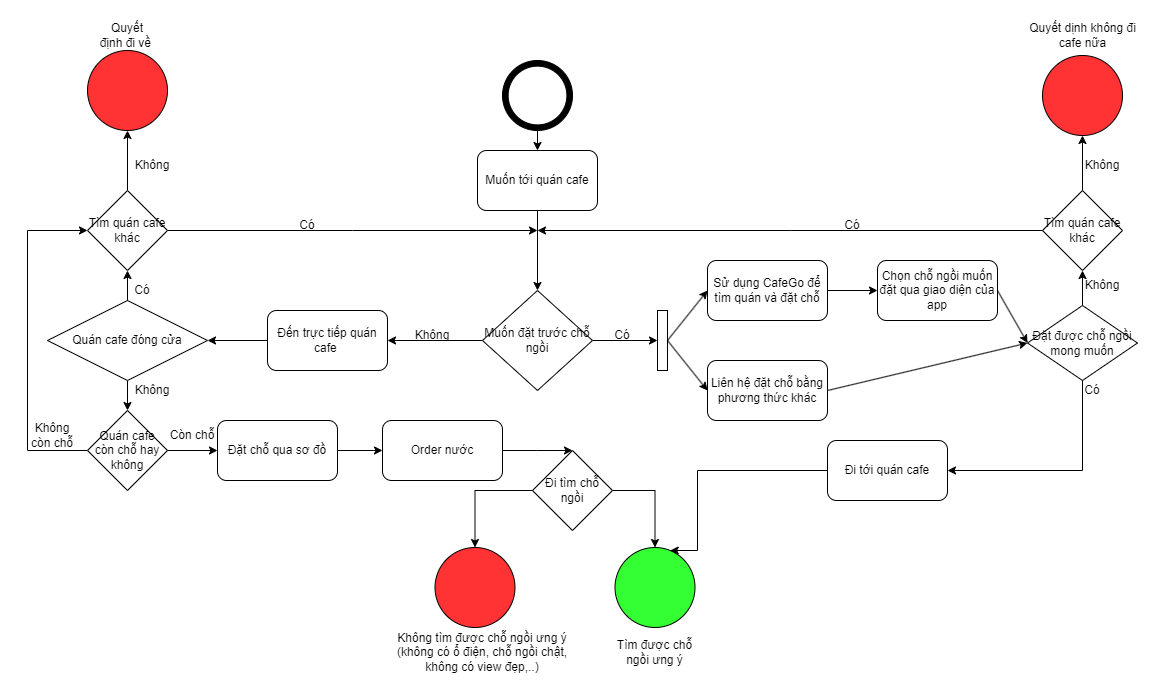 Quyết
định đi về
Quyết dịnh không đi
cafe nữa
Không
Không
Muốn tới quán cafe
Tìm quán cafe
khác
Có
Có
Tìm quán cafe
khác
Có
Không
Sử dụng CafeGo để
tìm quán và đặt chỗ
Chọn chỗ ngồi muốn
đặt qua giao diện của
app
Quán cafe đóng cửa
Đến trực tiếp quán
cafe
Không
Muốn đặt trước chỗ
ngồi
Có
Đặt được chỗ ngồi
mong muốn
Liên hệ đặt chỗ bằng
phương thức khác
Không
Có
Không
còn chỗ
Quán cafe
còn chỗ hay
không
Còn chỗ
Đặt chỗ qua sơ đồ
Order nước
Đi tìm chỗ
ngồi
Đi tới quán cafe
Không tìm được chỗ ngồi ưng ý
(không có ổ điện, chỗ ngồi chật,
không có view đẹp,..)
Tìm được chỗ
ngồi ưng ý